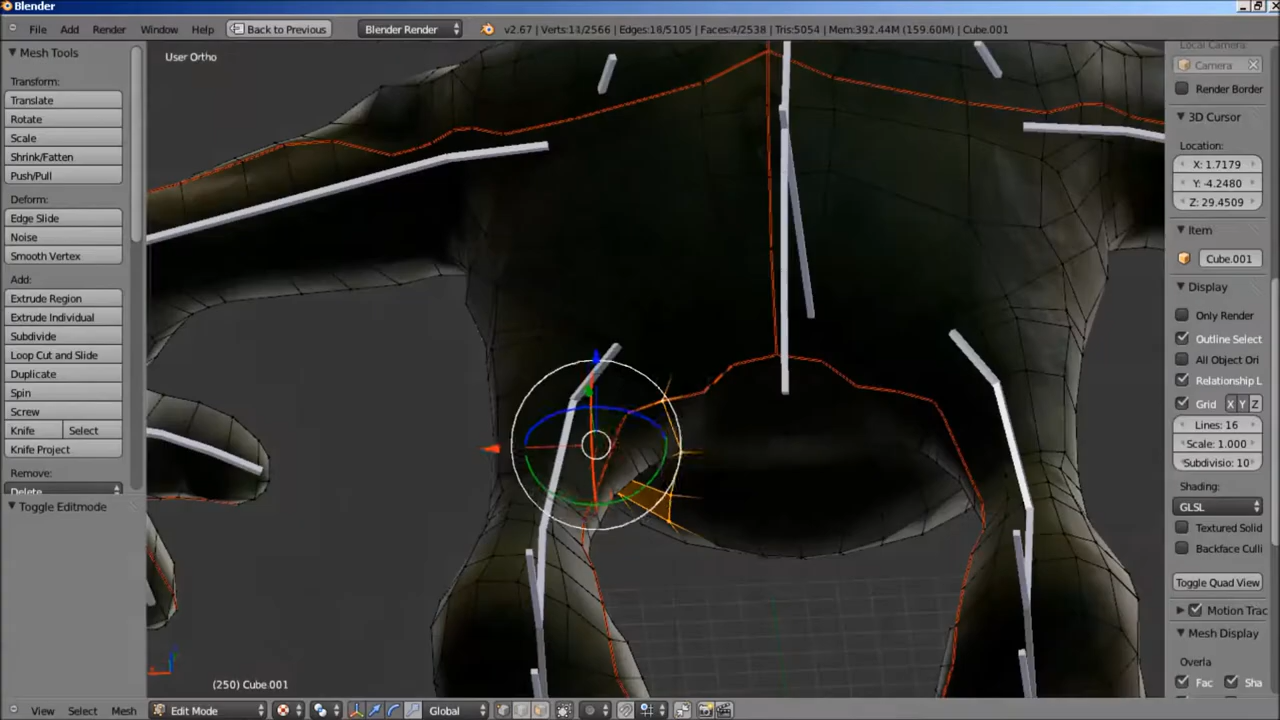 Blender
File Add Render Window Help Back to Previous Blender Render v2.67 | Verts:11/2566 | Edges:18/5105 | Faces:4/2538 | Tris:5054 | Mem:392.44M (159.60M) | Cube.001
Mesh Tools
Transform:
Translate
Rotate
Scale
Shrink/Fatten
Push/Pull
Deform:
Edge Slide
Noise
Smooth Vertex
Add:
Extrude Region
Extrude Individual
Subdivide
Loop Cut and Slide
Duplicate
Spin
Screw
Knife Select
Knife Project
Remove:
Delete
Toggle Editmode
User Ortho
(250) Cube.001
Local Camera
Camera
Render Border
3D Cursor
Location:
X: 1.7179
Y: -4.2480
Z: 29.4509
Item
Cube.001
Display
Only Render
Outline Select
All Object Ori
Relationship L
Grid X Y Z
Lines: 16
Scale: 1.000
Subdivisio: 10
Shading:
GLSL
Textured Solid
Backface Culli
Toggle Quad View
Motion Trac
Mesh Display
Overla
Fac Sha
View Select Mesh Edit Mode Global